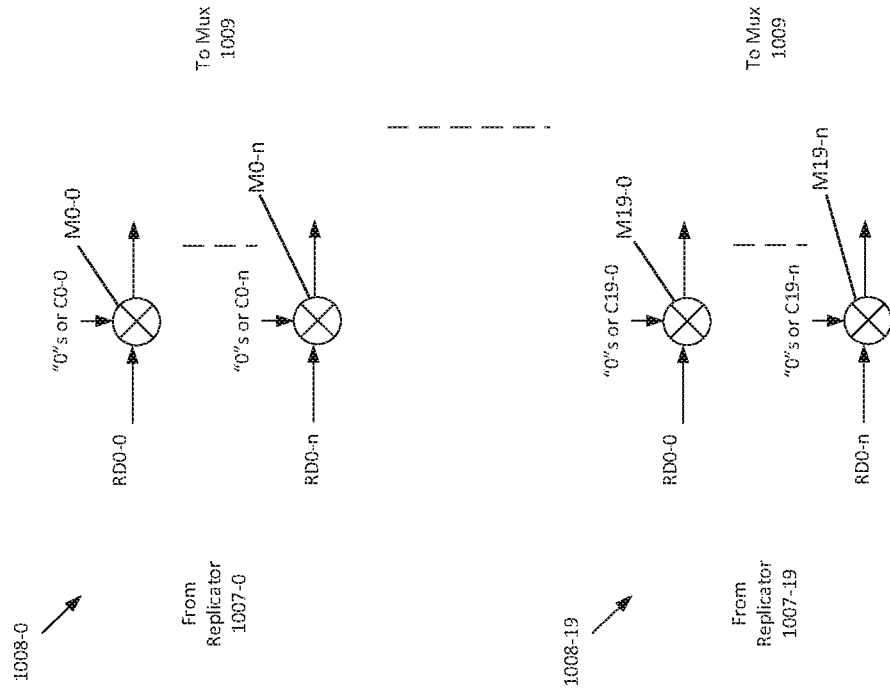 1008-0
From
Replicator
1007-0
RD0-0
"0"s or C0-0
M0-0
RD0-n
"0"s or C0-n
M0-n
To Mux
1009
1008-19
From
Replicator
1007-19
RD0-0
"0"s or C19-0
M19-0
RD0-n
"0"s or C19-n
M19-n
To Mux
1009